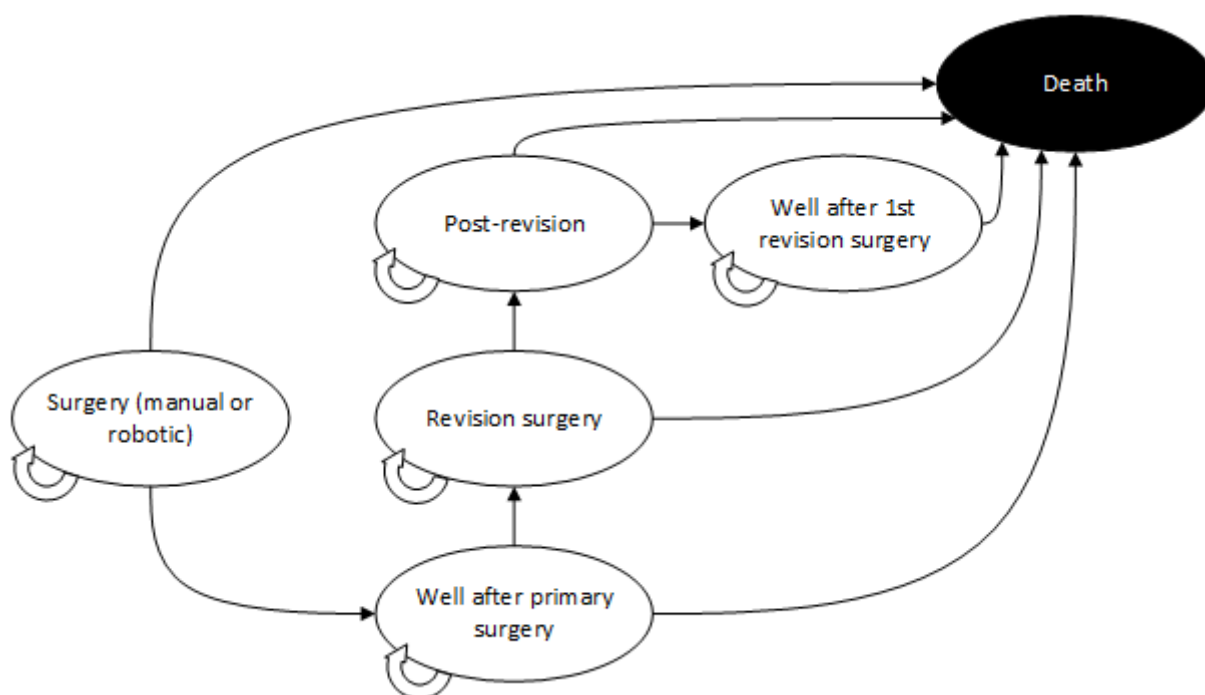 Death
Post-revision
Well after 1st
revision surgery
Surgery (manual or
robotic)
Revision surgery
Well after primary
surgery